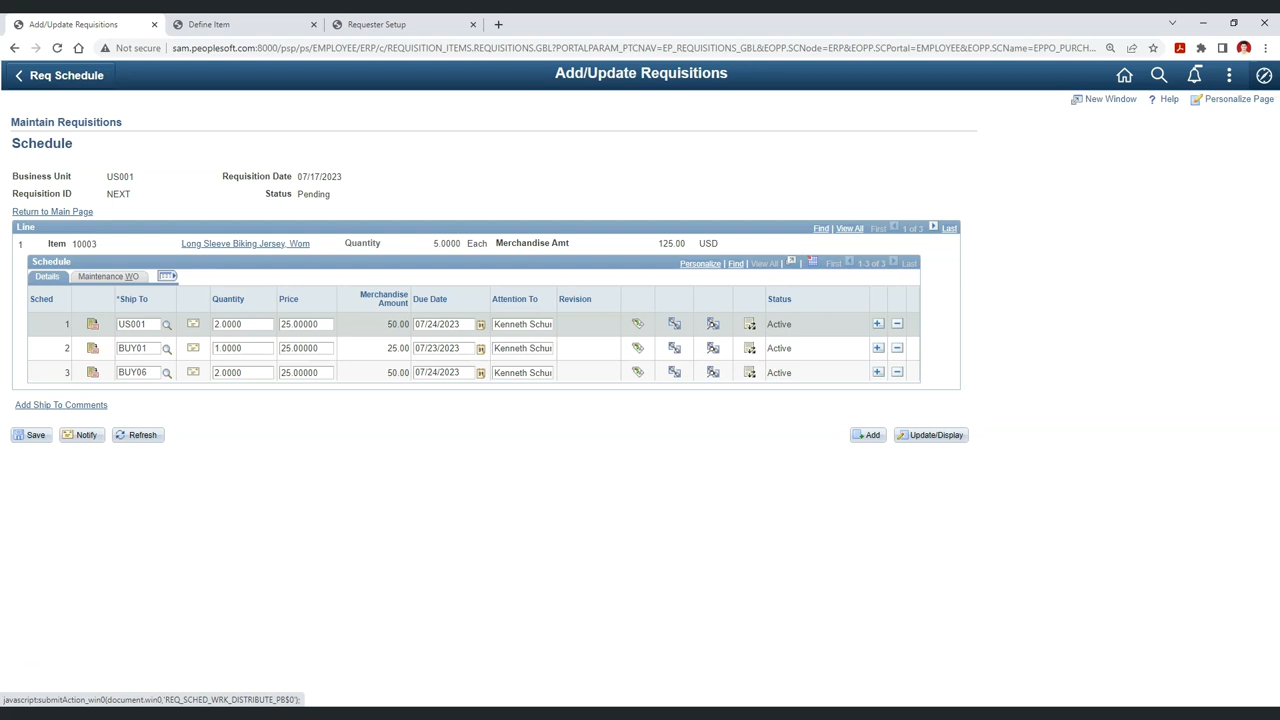 Add/Update Requisitions
Define Item
Requester Setup
Not secure
sam.peoplesoft.com:8000/psp/ps/EMPLOYEE/ERP/c/REQUISITION_ITEMS.REQUISITIONS.GBL?PORTALPARAM_PTCNAV=EP_REQUISITIONS_GBL&EOPP.SCNode=ERP&EOPP.SCPortal=EMPLOYEE&EOPP.SCName=EPPO_PURCH...
Req Schedule
Add/Update Requisitions
New Window Help Personalize Page
Maintain Requisitions
Schedule
Business Unit US001 Requisition Date 07/17/2023
Requisition ID NEXT Status Pending
Return to Main Page
Line Find | View All First 1 of 3 Last
1 Item 10003 Long Sleeve Biking Jersey, Wom Quantity 5.0000 Each Merchandise Amt 125.00 USD
Schedule Personalize | Find | View All | First 1-3 of 3 Last
Details Maintenance WO
Sched *Ship To Quantity Price Merchandise Amount Due Date Attention To Revision Status
1 US001 2.0000 25.00000 50.00 07/24/2023 Kenneth Schu Active
2 BUY01 1.0000 25.00000 25.00 07/23/2023 Kenneth Schu Active
3 BUY06 2.0000 25.00000 50.00 07/24/2023 Kenneth Schu Active
Add Ship To Comments
Save Notify Refresh Add Update/Display
javascript:submitAction_win0(document.win0,'REQ_SCHED_WRK_DISTRIBUTE_PB$0');